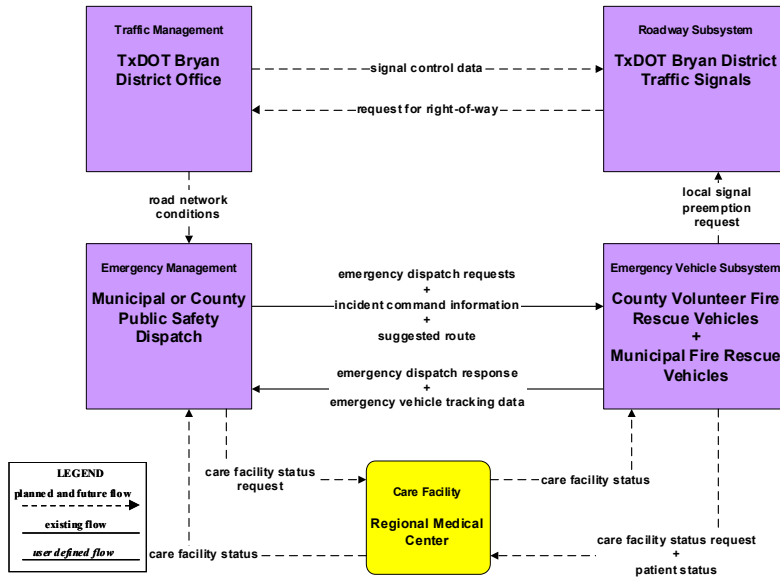 Traffic Management
TxDOT Bryan
District Office
Roadway Subsystem
TxDOT Bryan District
Traffic Signals
signal control data
request for right-of-way
road network
conditions
local signal
preemption
request
Emergency Management
Municipal or County
Public Safety
Dispatch
emergency dispatch requests
+
incident command information
+
suggested route
Emergency Vehicle Subsystem
County Volunteer Fire
Rescue Vehicles
+
Municipal Fire Rescue
Vehicles
emergency dispatch response
+
emergency vehicle tracking data
LEGEND
planned and future flow
existing flow
user defined flow
care facility status
request
Care Facility
Regional Medical
Center
care facility status
care facility status
care facility status request
+
patient status